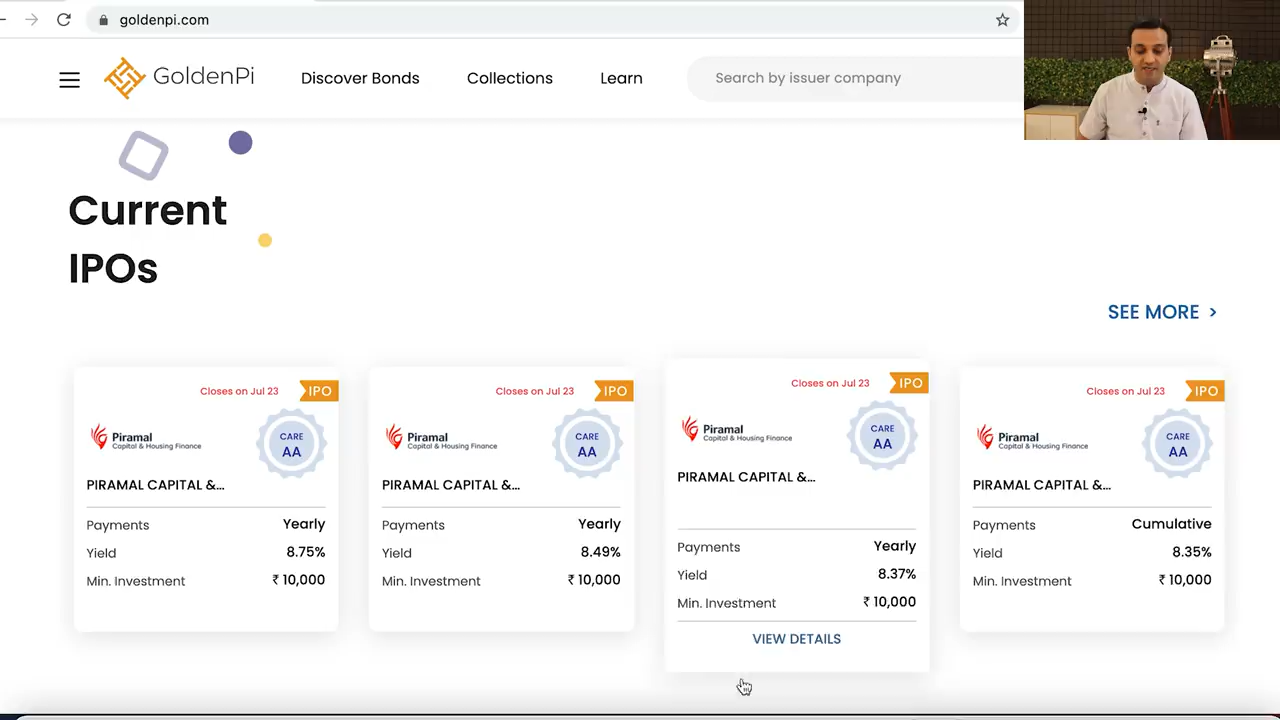 goldenpi.com
GoldenPi
Discover Bonds
Collections
Learn
Search by issuer company
Current
IPOs
SEE MORE >
Closes on Jul 23
IPO
Piramal
Capital & Housing Finance
CARE
AA
PIRAMAL CAPITAL &...
Payments Yearly
Yield 8.75%
Min. Investment ₹ 10,000
Closes on Jul 23
IPO
Piramal
Capital & Housing Finance
CARE
AA
PIRAMAL CAPITAL &...
Payments Yearly
Yield 8.49%
Min. Investment ₹ 10,000
Closes on Jul 23
IPO
Piramal
Capital & Housing Finance
CARE
AA
PIRAMAL CAPITAL &...
Payments Yearly
Yield 8.37%
Min. Investment ₹ 10,000
VIEW DETAILS
Closes on Jul 23
IPO
Piramal
Capital & Housing Finance
CARE
AA
PIRAMAL CAPITAL &...
Payments Cumulative
Yield 8.35%
Min. Investment ₹ 10,000